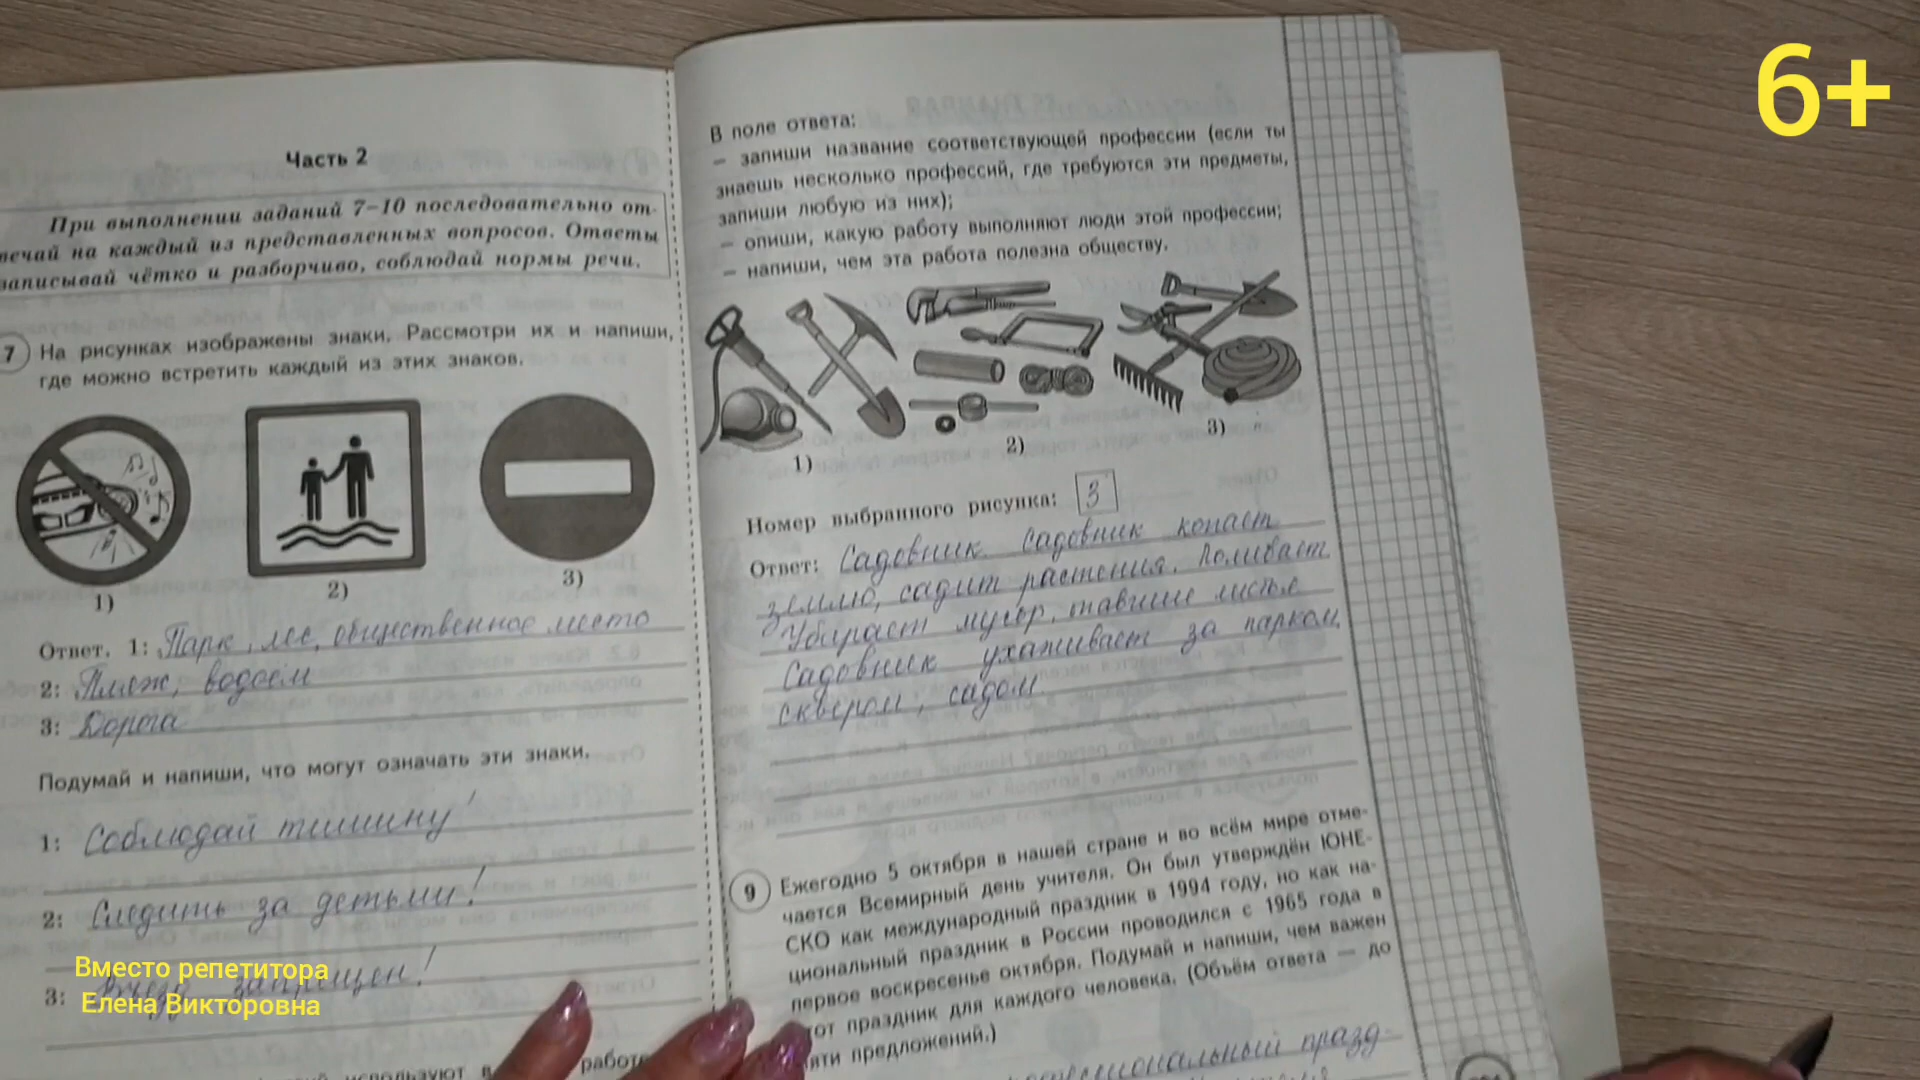 6+
Часть 2
При выполнении заданий 7–10 последовательно от-
вечай на каждый из представленных вопросов. Ответы
записывай чётко и разборчиво, соблюдай нормы речи.
7 На рисунках изображены знаки. Рассмотри их и напиши,
где можно встретить каждый из этих знаков.
1)
2)
3)
Ответ. 1: Парк, лес, общественное место
2: Пляж, водоём
3: Дорога
Подумай и напиши, что могут означать эти знаки.
1: Соблюдай тишину!
2: Следить за детьми!
3: Въезд запрещен!
Вместо репетитора
Елена Викторовна
используют в работе
В поле ответа:
– запиши название соответствующей профессии (если ты
знаешь несколько профессий, где требуются эти предметы,
запиши любую из них);
– опиши, какую работу выполняют люди этой профессии;
– напиши, чем эта работа полезна обществу.
1)
2)
3)
Номер выбранного рисунка: 3
Ответ: Садовник. Садовник копает
землю, садит растения. Поливает.
Убирает мусор, опавшие листья
Садовник ухаживает за парком,
сквером, садом.
9 Ежегодно 5 октября в нашей стране и во всём мире отме-
чается Всемирный день учителя. Он был утверждён ЮНЕ-
СКО как международный праздник в 1994 году, но как на-
циональный праздник в России проводился с 1965 года в
первое воскресенье октября. Подумай и напиши, чем важен
этот праздник для каждого человека. (Объём ответа — до
пяти предложений.)
празд-